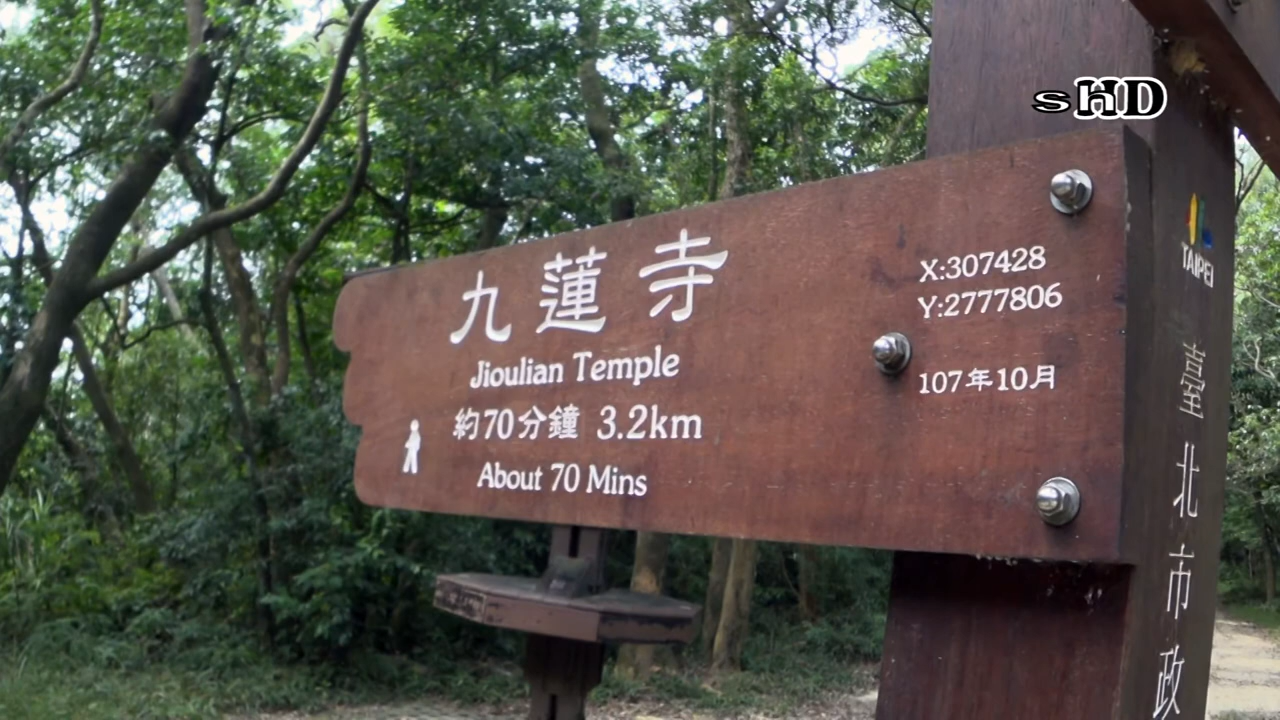 sHD
九蓮寺
Jioulian Temple
約70分鐘 3.2km
About 70 Mins
X:307428
Y:2777806
107年10月
TAIPEI
臺北市政